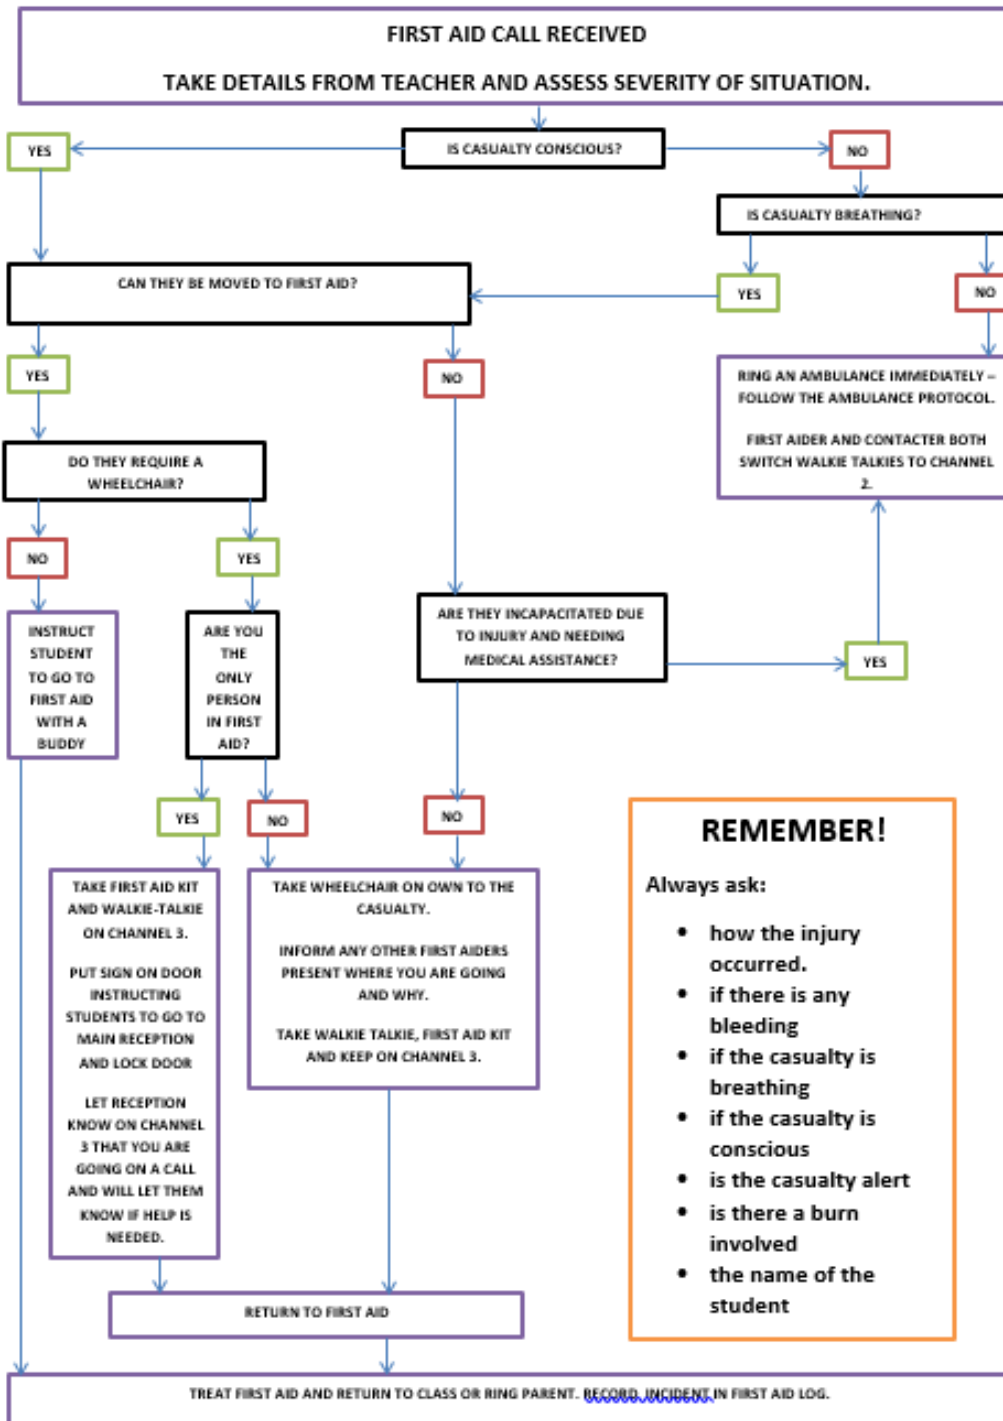 FIRST AID CALL RECEIVED
TAKE DETAILS FROM TEACHER AND ASSESS SEVERITY OF SITUATION.
YES
IS CASUALTY CONSCIOUS?
NO
IS CASUALTY BREATHING?
CAN THEY BE MOVED TO FIRST AID?
YES
NO
YES
NO
RING AN AMBULANCE IMMEDIATELY –
FOLLOW THE AMBULANCE PROTOCOL.
FIRST AIDER AND CONTACTER BOTH
SWITCH WALKIE TALKIES TO CHANNEL
2.
DO THEY REQUIRE A
WHEELCHAIR?
NO
YES
ARE THEY INCAPACITATED DUE
TO INJURY AND NEEDING
MEDICAL ASSISTANCE?
YES
INSTRUCT
STUDENT
TO GO TO
FIRST AID
WITH A
BUDDY
ARE YOU
THE
ONLY
PERSON
IN FIRST
AID?
YES
NO
NO
TAKE FIRST AID KIT
AND WALKIE-TALKIE
ON CHANNEL 3.
PUT SIGN ON DOOR
INSTRUCTING
STUDENTS TO GO TO
MAIN RECEPTION
AND LOCK DOOR
LET RECEPTION
KNOW ON CHANNEL
3 THAT YOU ARE
GOING ON A CALL
AND WILL LET THEM
KNOW IF HELP IS
NEEDED.
TAKE WHEELCHAIR ON OWN TO THE
CASUALTY.
INFORM ANY OTHER FIRST AIDERS
PRESENT WHERE YOU ARE GOING
AND WHY.
TAKE WALKIE TALKIE, FIRST AID KIT
AND KEEP ON CHANNEL 3.
REMEMBER!
Always ask:
• how the injury
occurred.
• if there is any
bleeding
• if the casualty is
breathing
• if the casualty is
conscious
• is the casualty alert
• is there a burn
involved
• the name of the
student
RETURN TO FIRST AID
TREAT FIRST AID AND RETURN TO CLASS OR RING PARENT. RECORD INCIDENT IN FIRST AID LOG.